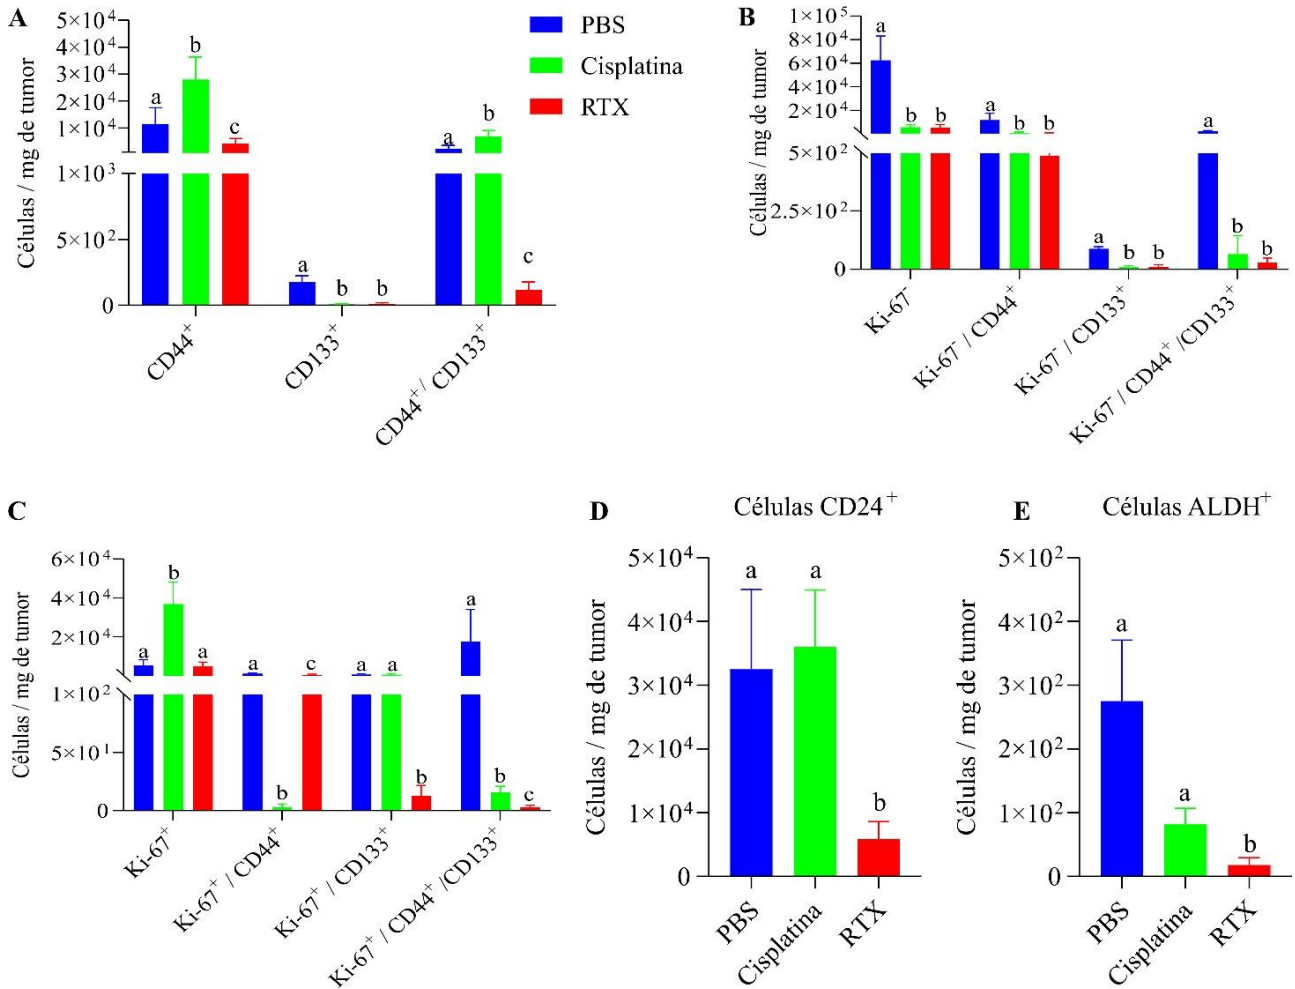 A
Células / mg de tumor
5×10⁴
4×10⁴
3×10⁴
2×10⁴
1×10⁴
1×10³
5×10²
0
a
b
c
a
b
b
a
b
c
CD44⁺
CD133⁺
CD44⁺/ CD133⁺
PBS
Cisplatina
RTX
B
Células / mg de tumor
1×10⁵
8×10⁴
6×10⁴
4×10⁴
2×10⁴
5×10²
2.5×10²
0
a
b
b
a
b
b
a
b
b
a
b
b
Ki-67⁻
Ki-67⁻ / CD44⁺
Ki-67⁻ / CD133⁺
Ki-67⁻ / CD44⁺ /CD133⁺
C
Células / mg de tumor
6×10⁴
4×10⁴
2×10⁴
1×10²
5×10¹
0
a
b
a
a
b
c
a
a
b
a
b
c
Ki-67⁺
Ki-67⁺ / CD44⁺
Ki-67⁺ / CD133⁺
Ki-67⁺ / CD44⁺ /CD133⁺
D
Células CD24⁺
Células / mg de tumor
5×10⁴
4×10⁴
3×10⁴
2×10⁴
1×10⁴
0
a
a
b
PBS
Cisplatina
RTX
E
Células ALDH⁺
Células / mg de tumor
5×10²
4×10²
3×10²
2×10²
1×10²
0
a
a
b
PBS
Cisplatina
RTX